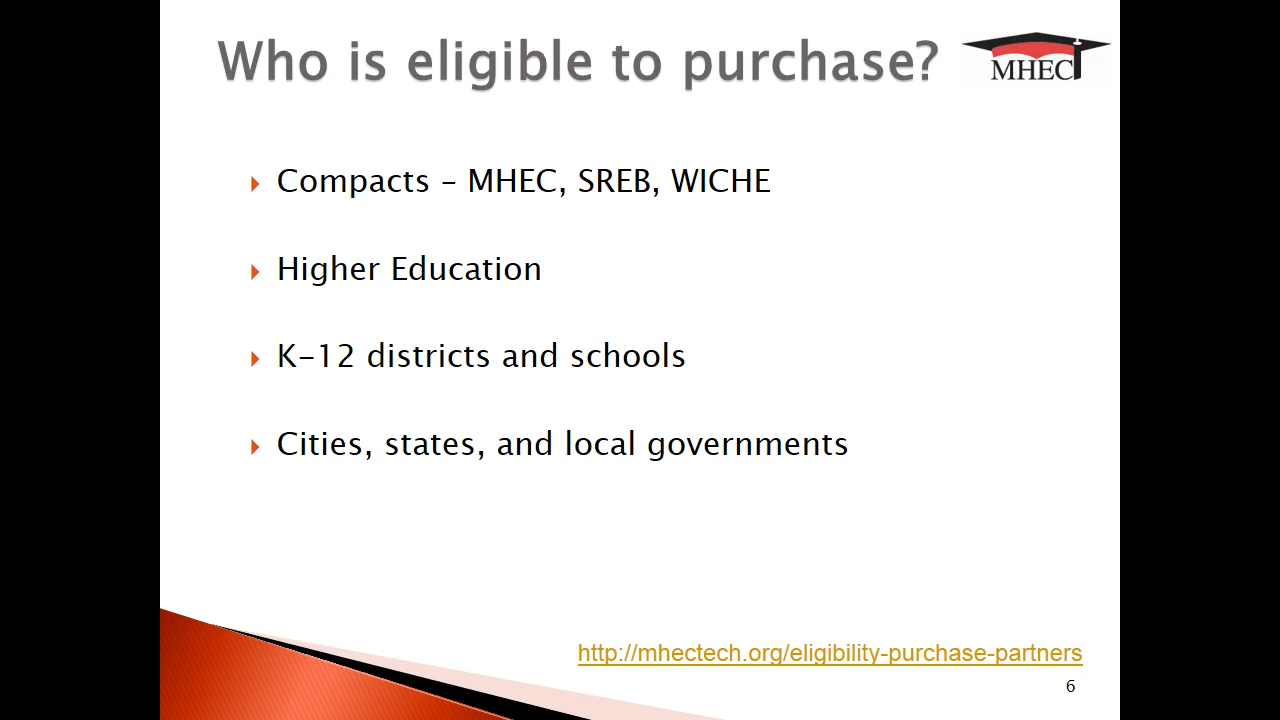 Who is eligible to purchase?
MHEC
Compacts – MHEC, SREB, WICHE
Higher Education
K-12 districts and schools
Cities, states, and local governments
http://mhectech.org/eligibility-purchase-partners
6